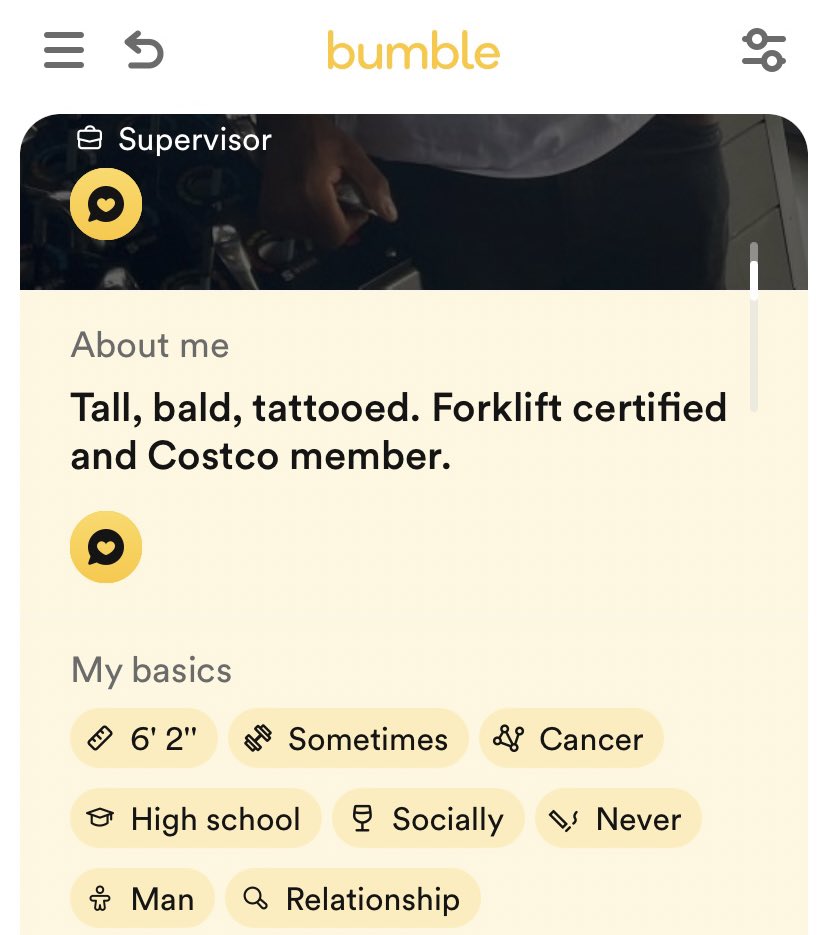 bumble
Supervisor
About me
Tall, bald, tattooed. Forklift certified
and Costco member.
My basics
6' 2"
Sometimes
Cancer
High school
Socially
Never
Man
Relationship